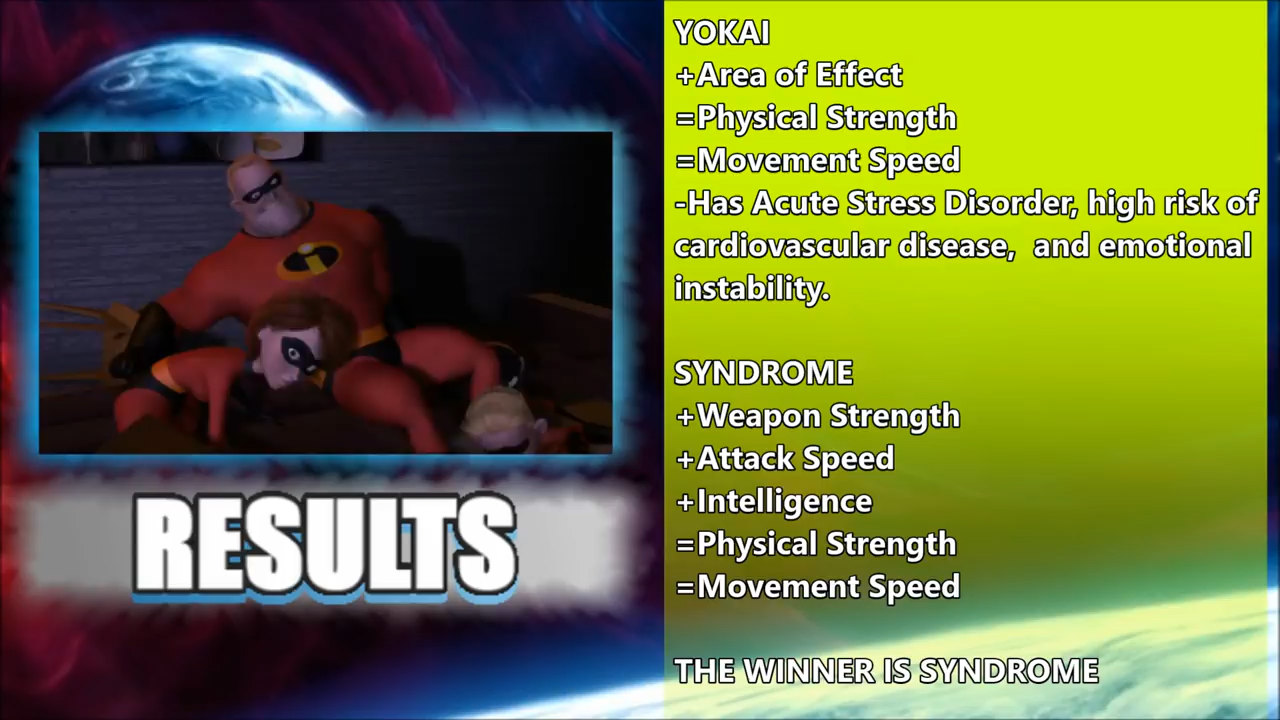 YOKAI
+Area of Effect
=Physical Strength
=Movement Speed
-Has Acute Stress Disorder, high risk of
cardiovascular disease,  and emotional
instability.
SYNDROME
+Weapon Strength
+Attack Speed
+Intelligence
=Physical Strength
=Movement Speed
THE WINNER IS SYNDROME
RESULTS